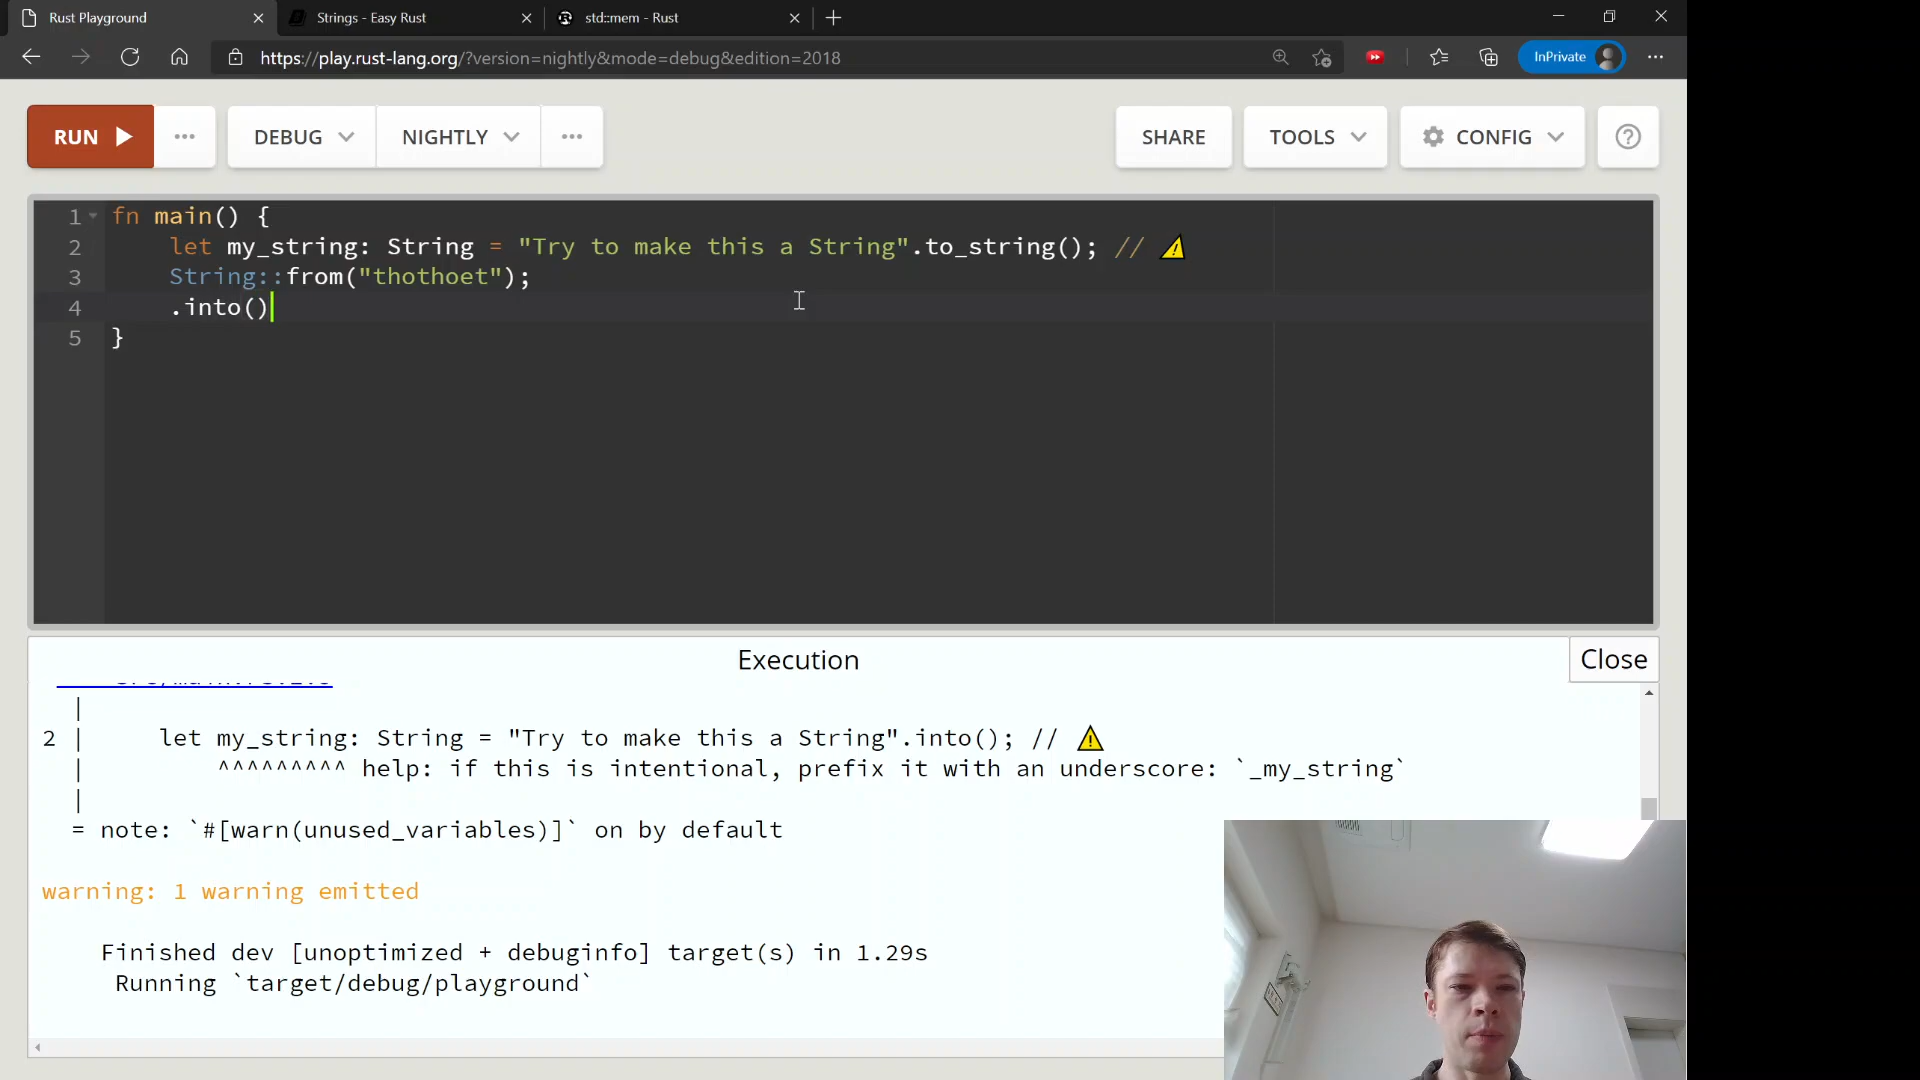 Rust Playground
Strings - Easy Rust
std::mem - Rust
https://play.rust-lang.org/?version=nightly&mode=debug&edition=2018
InPrivate
RUN
DEBUG
NIGHTLY
SHARE
TOOLS
CONFIG
1 fn main() {
2 let my_string: String = "Try to make this a String".to_string(); // ⚠
3 String::from("thothoet");
4 .into()
5 }
Execution
Close
|
2 | let my_string: String = "Try to make this a String".into(); // ⚠
| ^^^^^^^^^ help: if this is intentional, prefix it with an underscore: `_my_string`
|
= note: `#[warn(unused_variables)]` on by default
warning: 1 warning emitted
Finished dev [unoptimized + debuginfo] target(s) in 1.29s
Running `target/debug/playground`